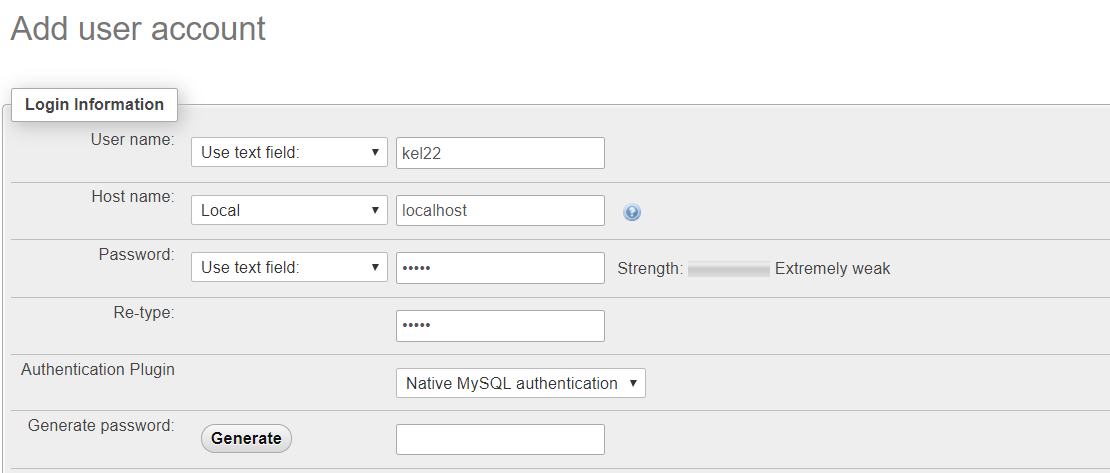 Add user account
Login Information
User name: Use text field: kel22
Host name: Local localhost
Password: Use text field: ••••• Strength: Extremely weak
Re-type: •••••
Authentication Plugin Native MySQL authentication
Generate password: Generate